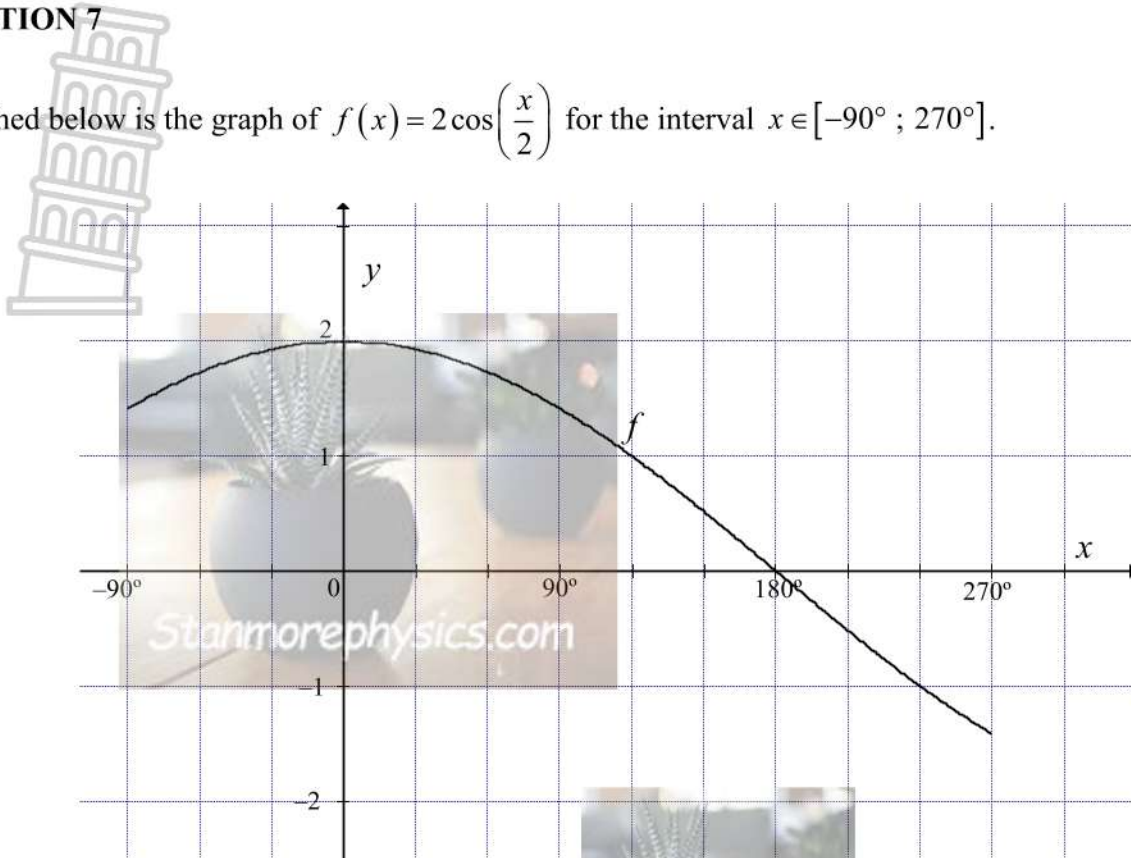 TION 7
hed below is the graph of f(x) = 2cos(x/2) for the interval x ∈ [−90° ; 270°].
y
2
f
1
x
−90° 0 90° 180° 270°
Stanmorephysics.com
−1
−2